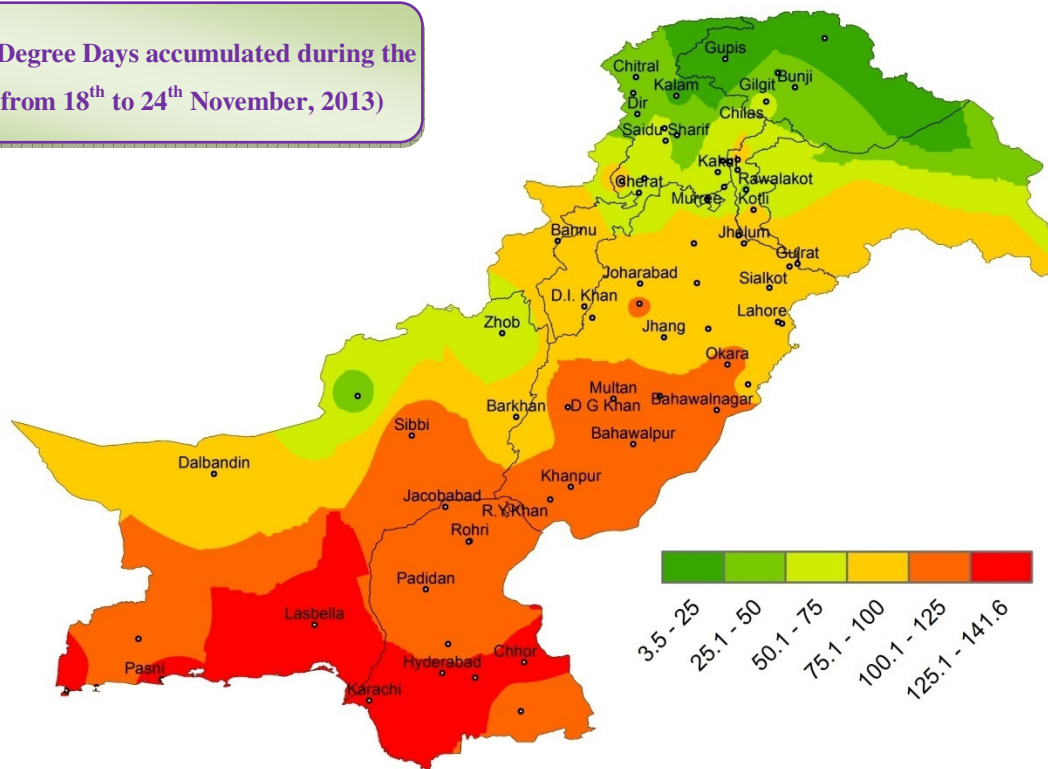 Degree Days accumulated during the
from 18th to 24th November, 2013)
Gupis
Chitral
Bunji
Kalam
Gilgit
Dir
Chilas
Saidu Sharif
Kakul
Cherat
Rawalakot
Murree
Kotli
Bannu
Jhelum
Gujrat
Joharabad
Sialkot
D.I. Khan
Lahore
Zhob
Jhang
Okara
Multan
Barkhan
D G Khan
Bahawalnagar
Sibbi
Bahawalpur
Dalbandin
Khanpur
Jacobabad
R.Y.Khan
Rohri
Padidan
Lasbella
Chhor
Pasni
Hyderabad
Karachi
3.5 - 25
25.1 - 50
50.1 - 75
75.1 - 100
100.1 - 125
125.1 - 141.6